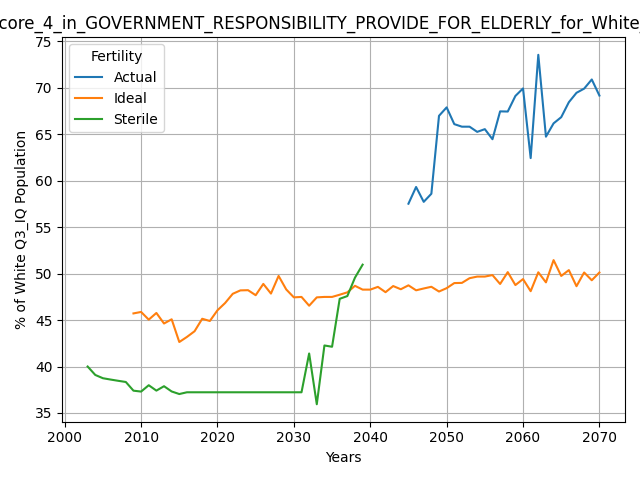 core_4_in_GOVERNMENT_RESPONSIBILITY_PROVIDE_FOR_ELDERLY_for_White_
Fertility
Actual
Ideal
Sterile
75
70
65
60
55
50
45
40
35
% of White Q3_IQ Population
2000 2010 2020 2030 2040 2050 2060 2070
Years